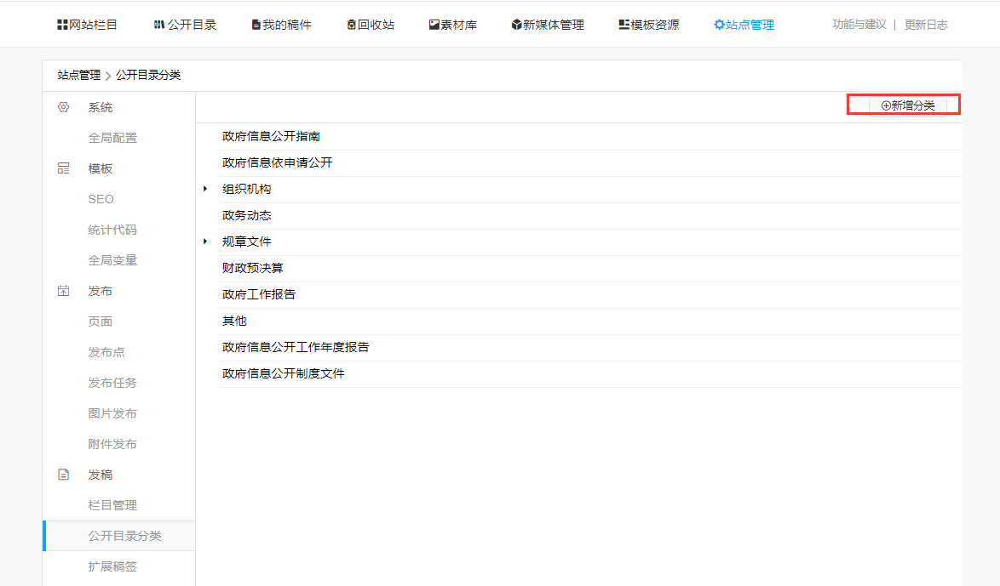 网站栏目 公开目录 我的稿件 回收站 素材库 新媒体管理 模板资源 站点管理 功能与建议 | 更新日志
站点管理 > 公开目录分类
系统
全局配置
模板
SEO
统计代码
全局变量
发布
页面
发布点
发布任务
图片发布
附件发布
发稿
栏目管理
公开目录分类
扩展稿签
新增分类
政府信息公开指南
政府信息依申请公开
组织机构
政务动态
规章文件
财政预决算
政府工作报告
其他
政府信息公开工作年度报告
政府信息公开制度文件